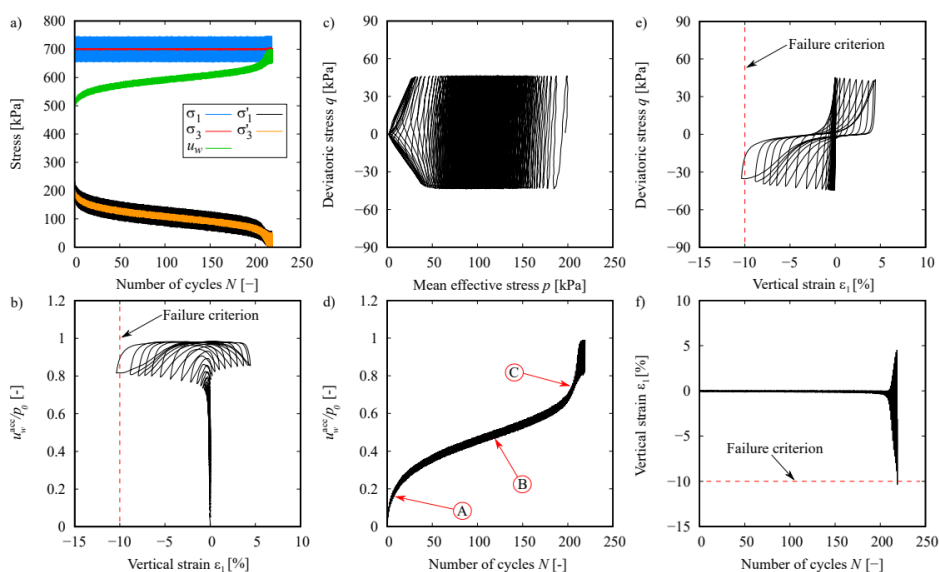 a)
Stress [kPa]
800
700
600
500
400
300
200
100
0
σ₁ σ'₁
σ₃ σ'₃
u_w
0 50 100 150 200 250
Number of cycles N [−]
c)
Deviatoric stress q [kPa]
90
60
30
0
−30
−60
−90
0 50 100 150 200 250
Mean effective stress p [kPa]
e)
Deviatoric stress q [kPa]
90
60
30
0
−30
−60
−90
Failure criterion
−15 −10 −5 0 5 10
Vertical strain ε₁ [%]
b)
u_w^acc/p₀ [-]
1.2
1
0.8
0.6
0.4
0.2
0
Failure criterion
−15 −10 −5 0 5 10
Vertical strain ε₁ [%]
d)
u_w^acc/p₀ [-]
1.2
1
0.8
0.6
0.4
0.2
0
C
B
A
0 50 100 150 200 250
Number of cycles N [-]
f)
Vertical strain ε₁ [%]
10
5
0
−5
−10
−15
Failure criterion
0 50 100 150 200 250
Number of cycles N [−]